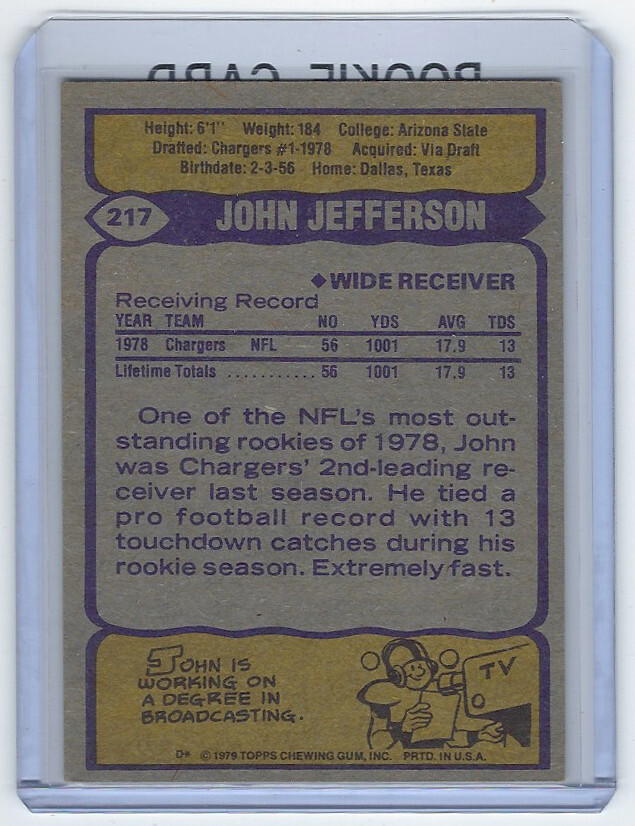 ROOKIE CARD
Height: 6'1" Weight: 184 College: Arizona State
Drafted: Chargers #1-1978 Acquired: Via Draft
Birthdate: 2-3-56 Home: Dallas, Texas
217 JOHN JEFFERSON
◆WIDE RECEIVER
Receiving Record
YEAR TEAM NO YDS AVG TDS
1978 Chargers NFL 56 1001 17.9 13
Lifetime Totals ........... 56 1001 17.9 13
One of the NFL's most out-
standing rookies of 1978, John
was Chargers' 2nd-leading re-
ceiver last season. He tied a
pro football record with 13
touchdown catches during his
rookie season. Extremely fast.
JOHN IS
WORKING ON
A DEGREE IN
BROADCASTING.
TV
D* © 1979 TOPPS CHEWING GUM, INC. PRTD. IN U.S.A.